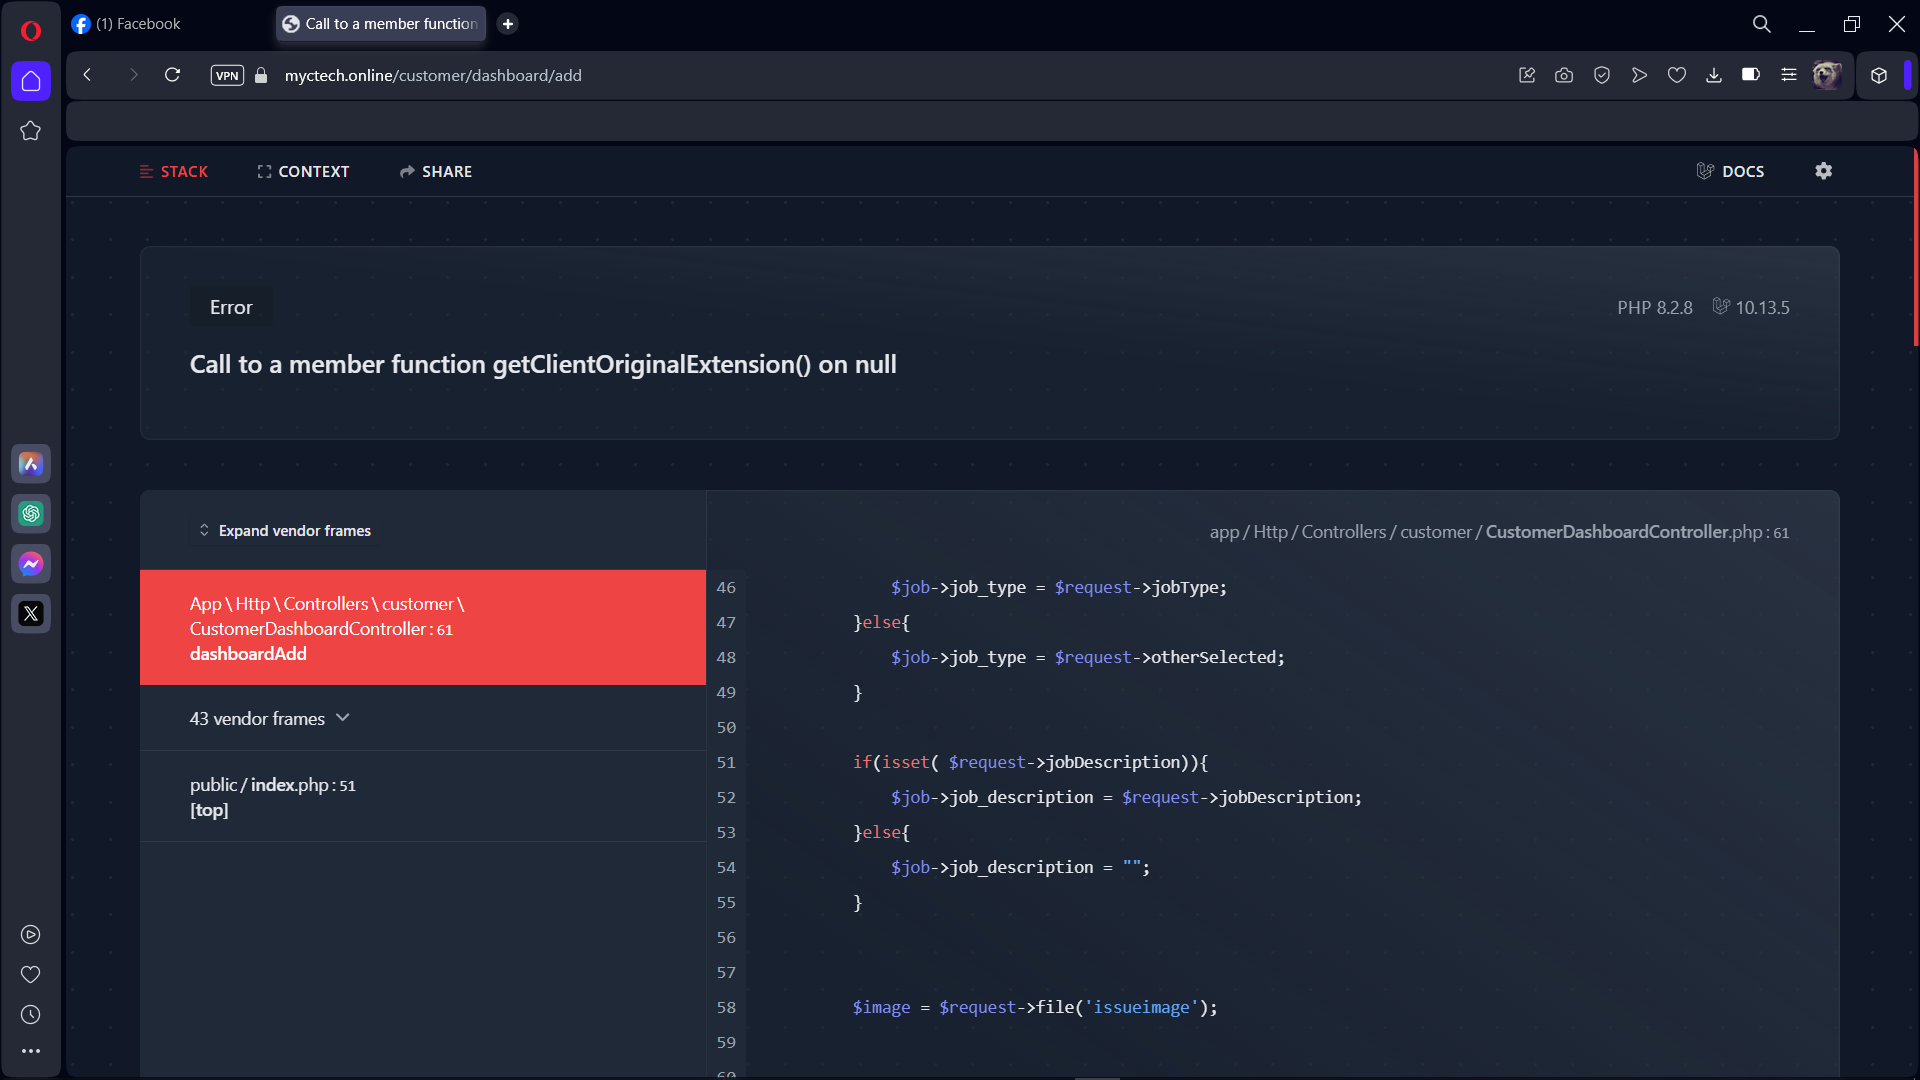 (1) Facebook
Call to a member function
VPN
myctech.online/customer/dashboard/add
STACK
CONTEXT
SHARE
DOCS
Error
PHP 8.2.8
10.13.5
Call to a member function getClientOriginalExtension() on null
Expand vendor frames
app / Http / Controllers / customer / CustomerDashboardController.php : 61
App \ Http \ Controllers \ customer \
CustomerDashboardController : 61
dashboardAdd
43 vendor frames
public / index.php : 51
[top]
46 $job->job_type = $request->jobType;
47 }else{
48 $job->job_type = $request->otherSelected;
49 }
50
51 if(isset( $request->jobDescription)){
52 $job->job_description = $request->jobDescription;
53 }else{
54 $job->job_description = "";
55 }
56
57
58 $image = $request->file('issueimage');
59
60